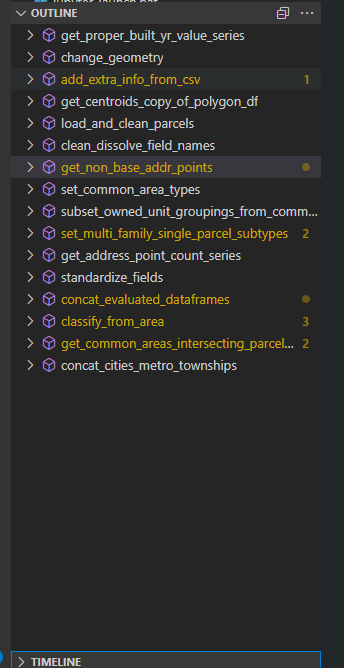 OUTLINE
get_proper_built_yr_value_series
change_geometry
add_extra_info_from_csv 1
get_centroids_copy_of_polygon_df
load_and_clean_parcels
clean_dissolve_field_names
get_non_base_addr_points
set_common_area_types
subset_owned_unit_groupings_from_comm...
set_multi_family_single_parcel_subtypes 2
get_address_point_count_series
standardize_fields
concat_evaluated_dataframes
classify_from_area 3
get_common_areas_intersecting_parcel... 2
concat_cities_metro_townships
TIMELINE